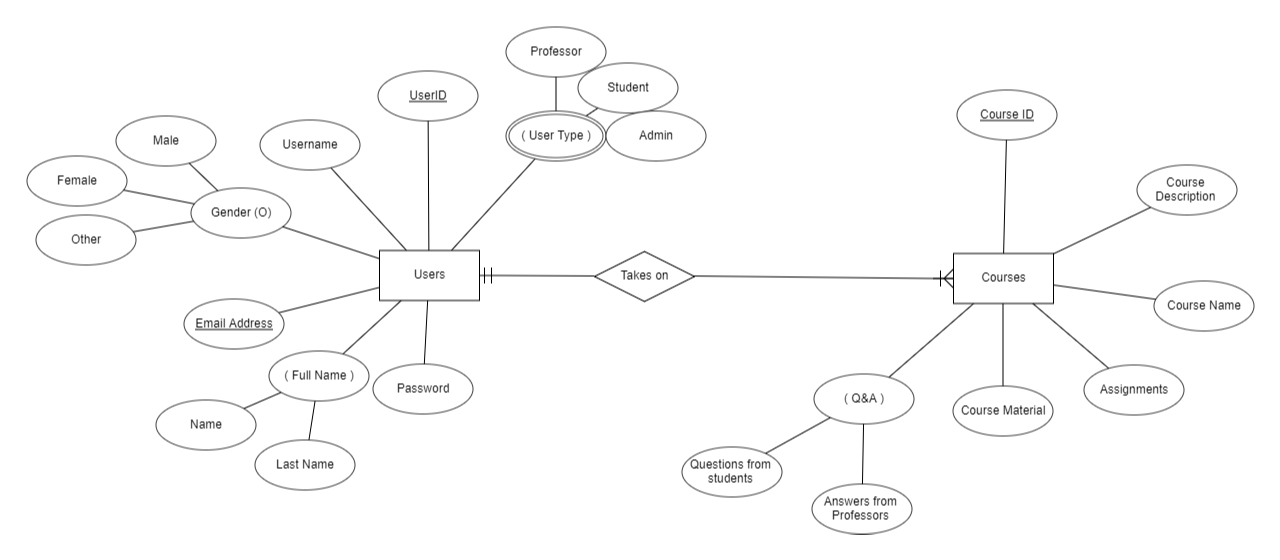 Professor
Student
UserID
( User Type )
Admin
Course ID
Male
Username
Female
Course
Description
Gender (O)
Other
Users
Takes on
Courses
Course Name
Email Address
( Full Name )
Password
Assignments
( Q&A )
Course Material
Name
Last Name
Questions from
students
Answers from
Professors